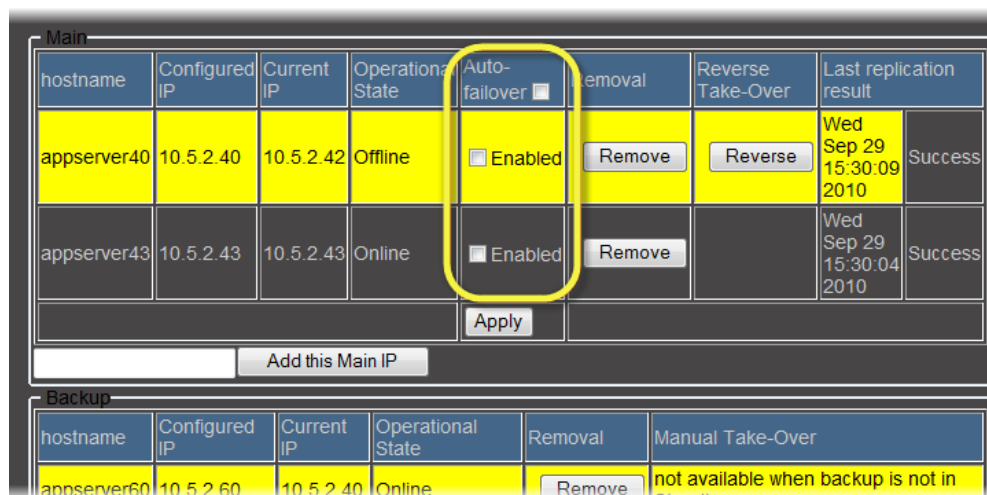 Main
hostname Configured IP Current IP Operational State Auto-failover Removal Reverse Take-Over Last replication result
appserver40 10.5.2.40 10.5.2.42 Offline Enabled Remove Reverse Wed Sep 29 15:30:09 2010 Success
appserver43 10.5.2.43 10.5.2.43 Online Enabled Remove Wed Sep 29 15:30:04 2010 Success
Apply
Add this Main IP
Backup
hostname Configured IP Current IP Operational State Removal Manual Take-Over
appserver60 10.5.2.60 10.5.2.40 Online Remove not available when backup is not in